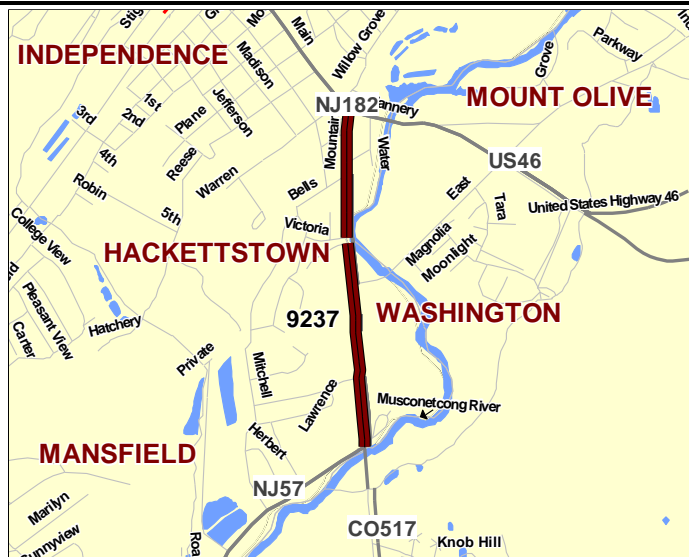 INDEPENDENCE
Main
Willow Grove
Parkway
Grove
Madison
NJ182
MOUNT OLIVE
1st
Jefferson
3rd
2nd
Plane
Mountain
Water
US46
4th
Reese
Warren
East
Robin
Bells
Tara
United States Highway 46
5th
College View
Victoria
Magnolia
HACKETTSTOWN
Moonlight
Pleasant View
9237
WASHINGTON
Carter
Hatchery
Private
Mitchell
Lawrence
Musconetcong River
Herbert
MANSFIELD
NJ57
Marilyn
CO517
Knob Hill